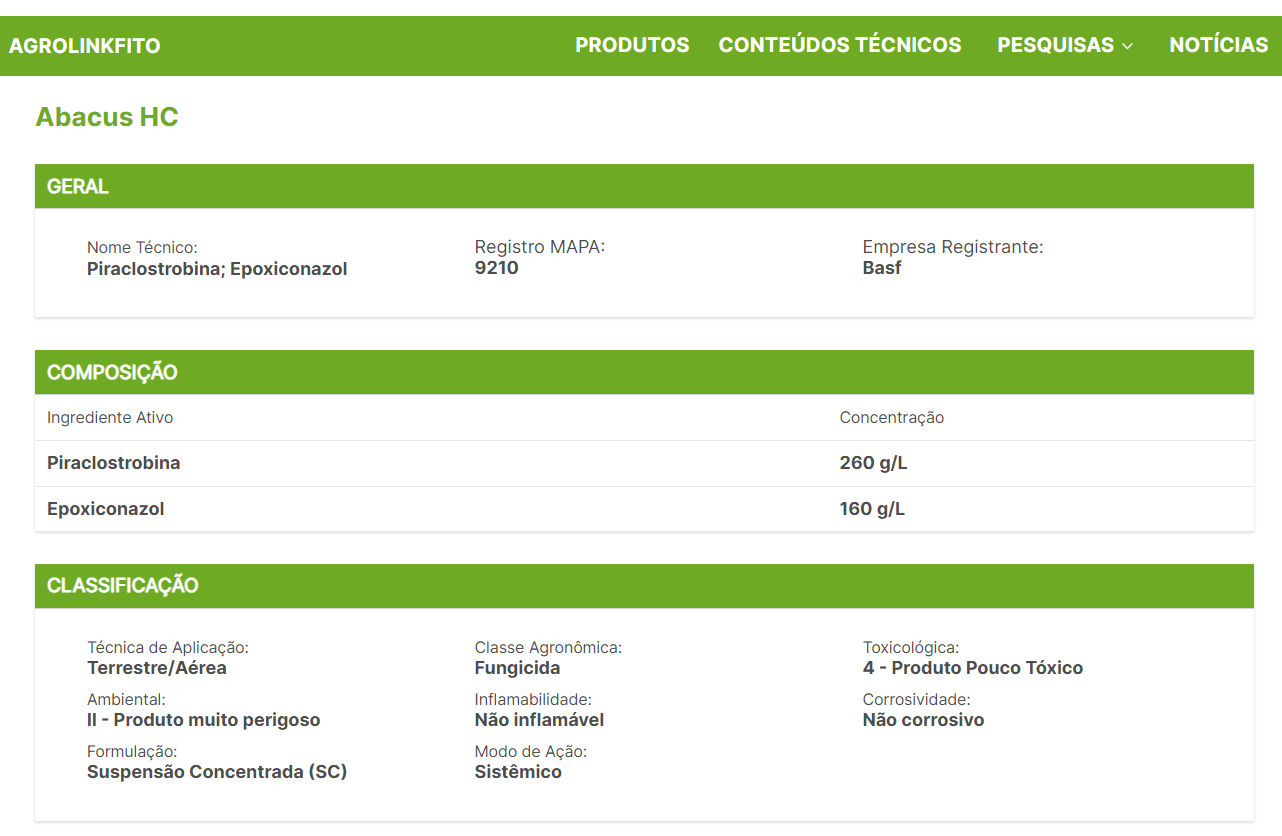 AGROLINKFITO PRODUTOS CONTEÚDOS TÉCNICOS PESQUISAS NOTÍCIAS
Abacus HC
GERAL
Nome Técnico: Registro MAPA: Empresa Registrante:
Piraclostrobina; Epoxiconazol 9210 Basf
COMPOSIÇÃO
Ingrediente Ativo Concentração
Piraclostrobina 260 g/L
Epoxiconazol 160 g/L
CLASSIFICAÇÃO
Técnica de Aplicação: Classe Agronômica: Toxicológica:
Terrestre/Aérea Fungicida 4 - Produto Pouco Tóxico
Ambiental: Inflamabilidade: Corrosividade:
II - Produto muito perigoso Não inflamável Não corrosivo
Formulação: Modo de Ação:
Suspensão Concentrada (SC) Sistêmico